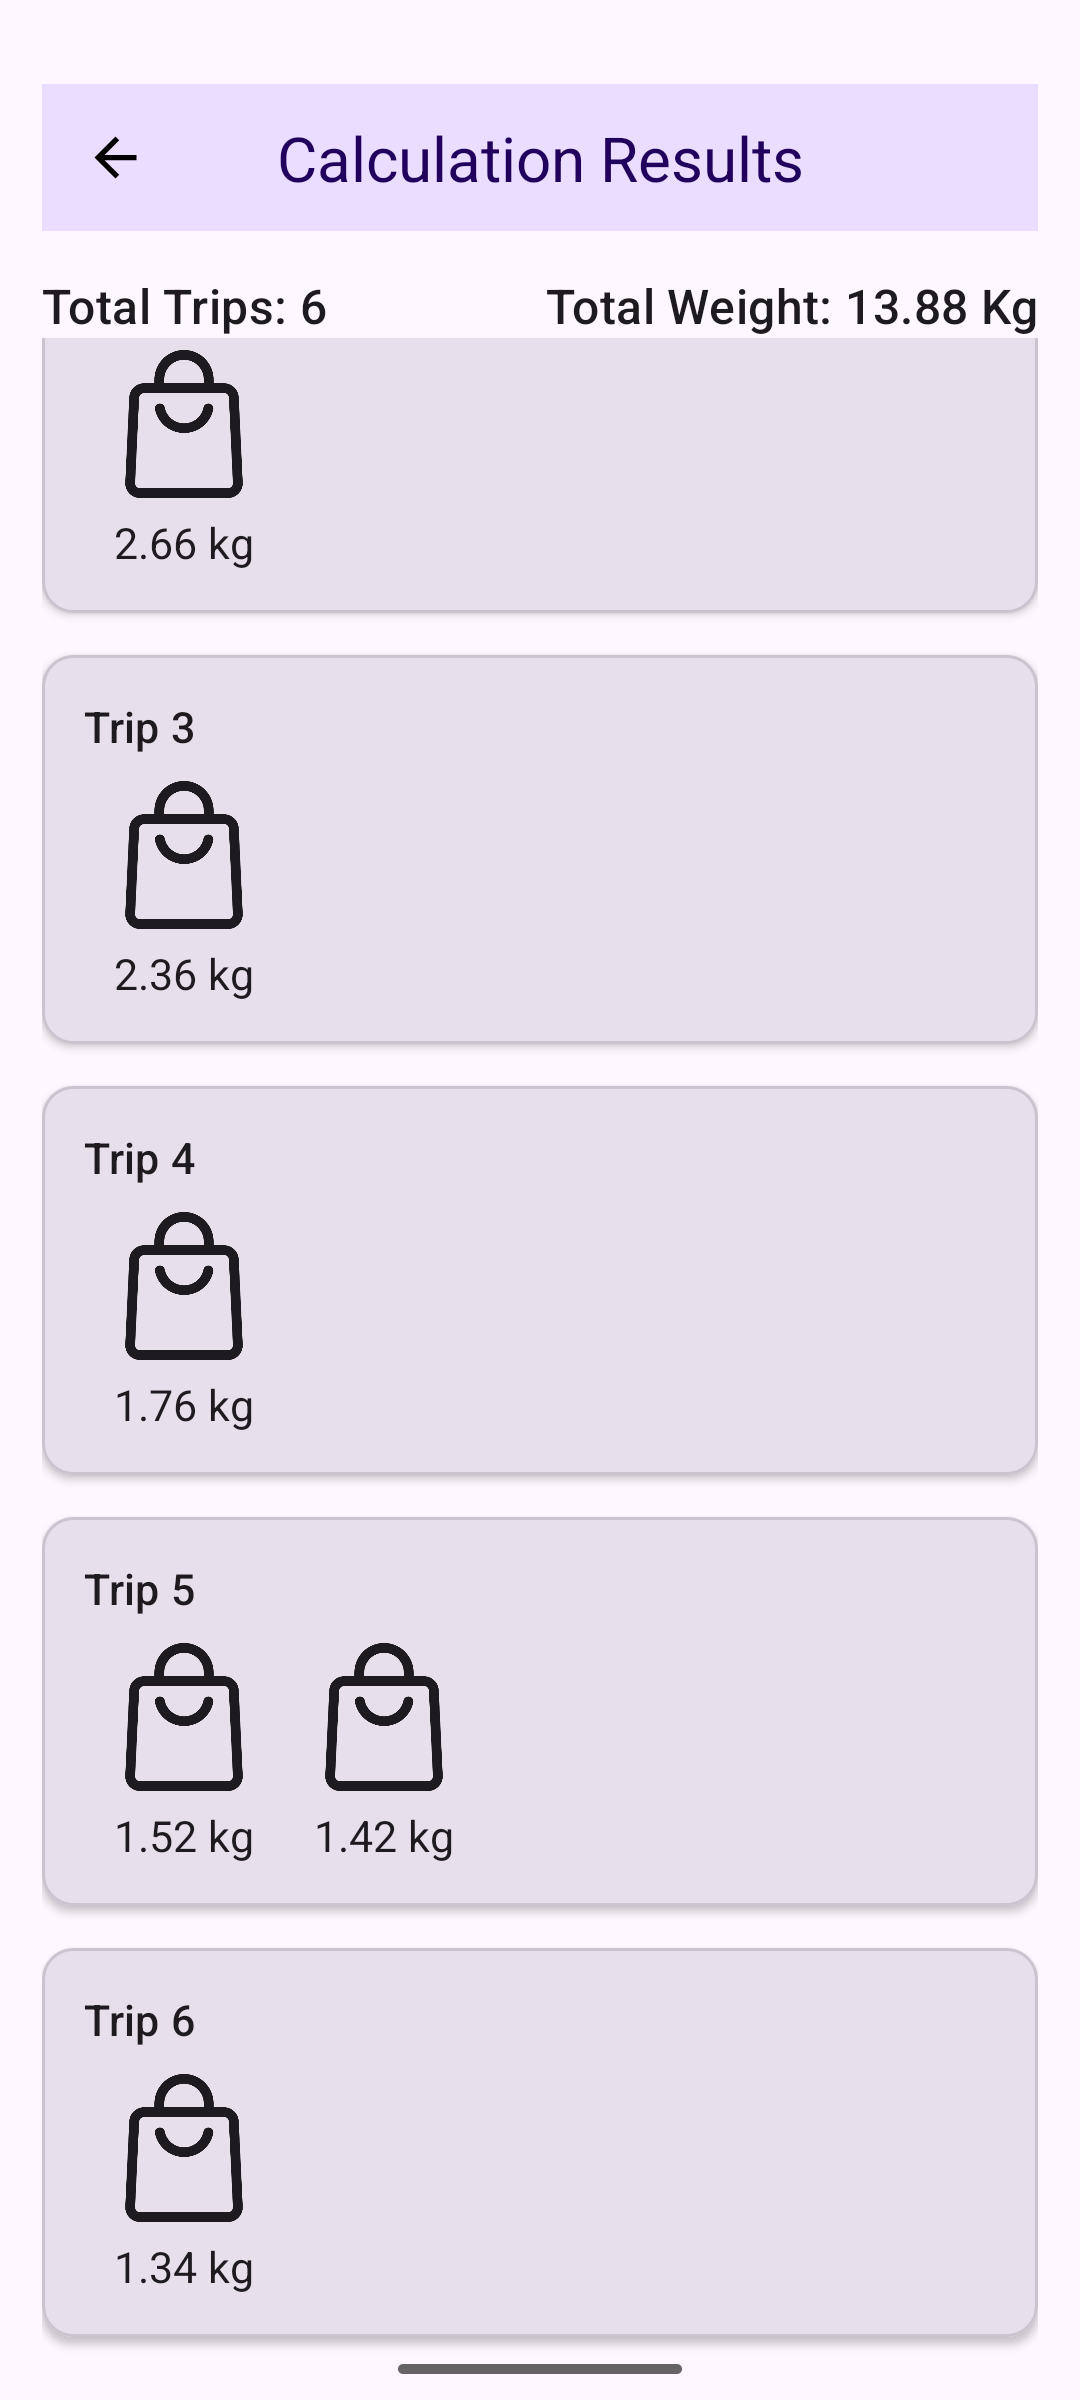 Calculation Results
Total Trips: 6 Total Weight: 13.88 Kg
2.66 kg
Trip 3
2.36 kg
Trip 4
1.76 kg
Trip 5
1.52 kg 1.42 kg
Trip 6
1.34 kg